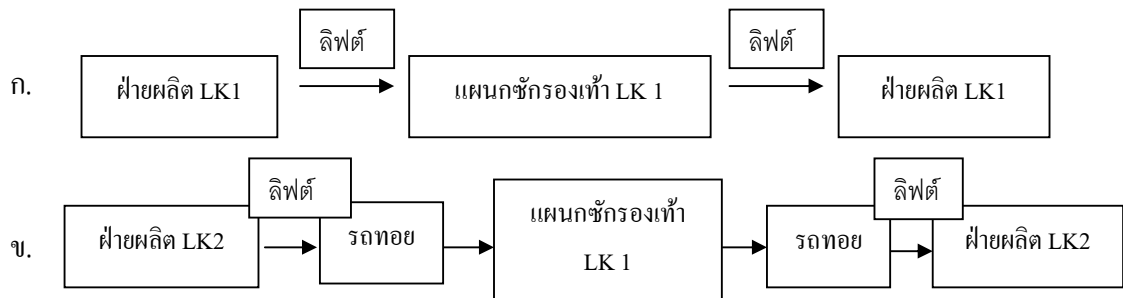 ลิฟต์ ลิฟต์
ก. ฝ่ายผลิต LK1 แผนกซักรองเท้า LK 1 ฝ่ายผลิต LK1
ลิฟต์ ลิฟต์
ข. ฝ่ายผลิต LK2 รถทอย แผนกซักรองเท้า รถทอย ฝ่ายผลิต LK2
LK 1